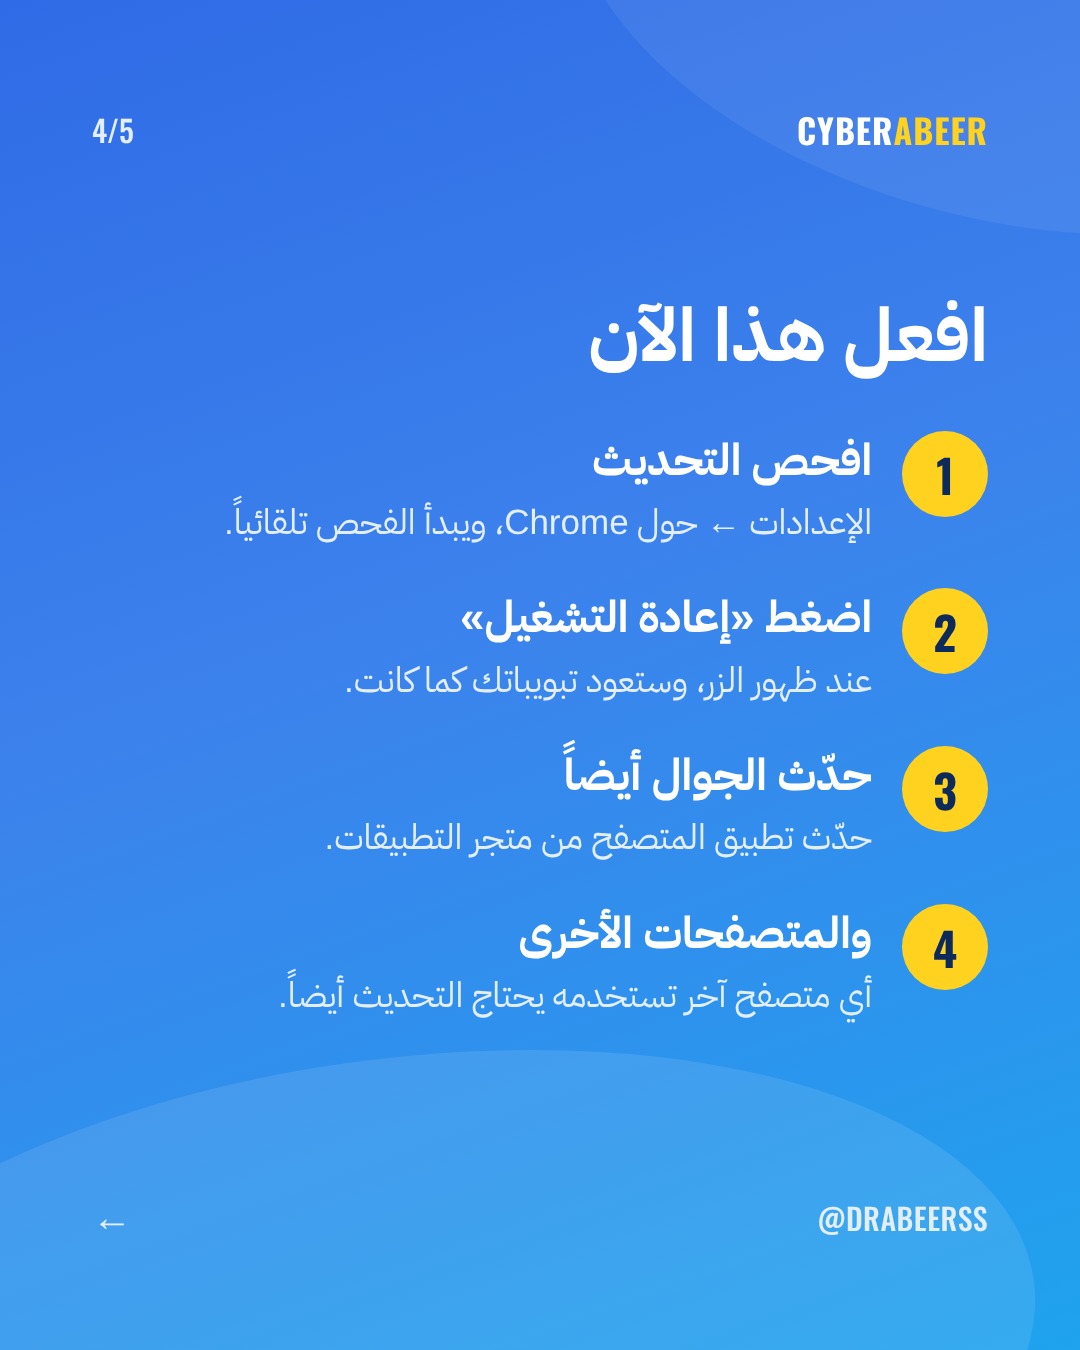 CYBERABEER
4/5
افعل هذا الآن
1
افحص التحديث
الإعدادات ← حول Chrome، ويبدأ الفحص تلقائياً.
2
اضغط «إعادة التشغيل»
عند ظهور الزر، وستعود تبويباتك كما كانت.
3
حدّث الجوال أيضاً
حدّث تطبيق المتصفح من متجر التطبيقات.
4
والمتصفحات الأخرى
أي متصفح آخر تستخدمه يحتاج التحديث أيضاً.
@DRABEERSS
←